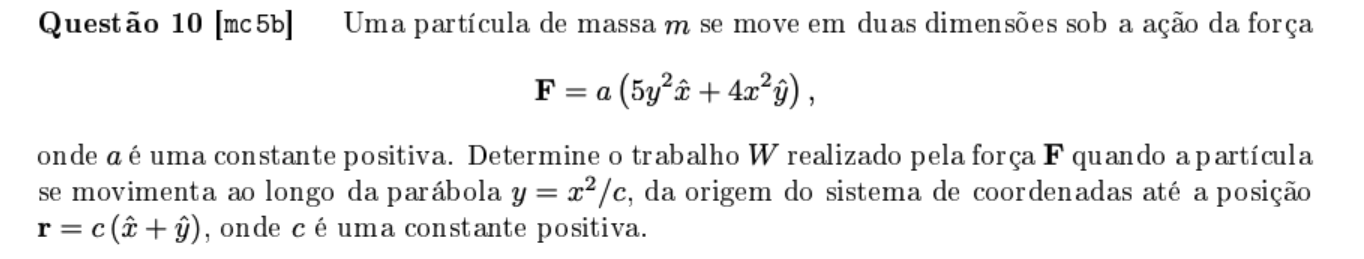 Questão 10 [mc5b] Uma partícula de massa m se move em duas dimensões sob a ação da força
F = a (5y²x̂ + 4x²ŷ) ,
onde a é uma constante positiva. Determine o trabalho W realizado pela força F quando a partícula
se movimenta ao longo da parábola y = x²/c, da origem do sistema de coordenadas até a posição
r = c (x̂ + ŷ), onde c é uma constante positiva.